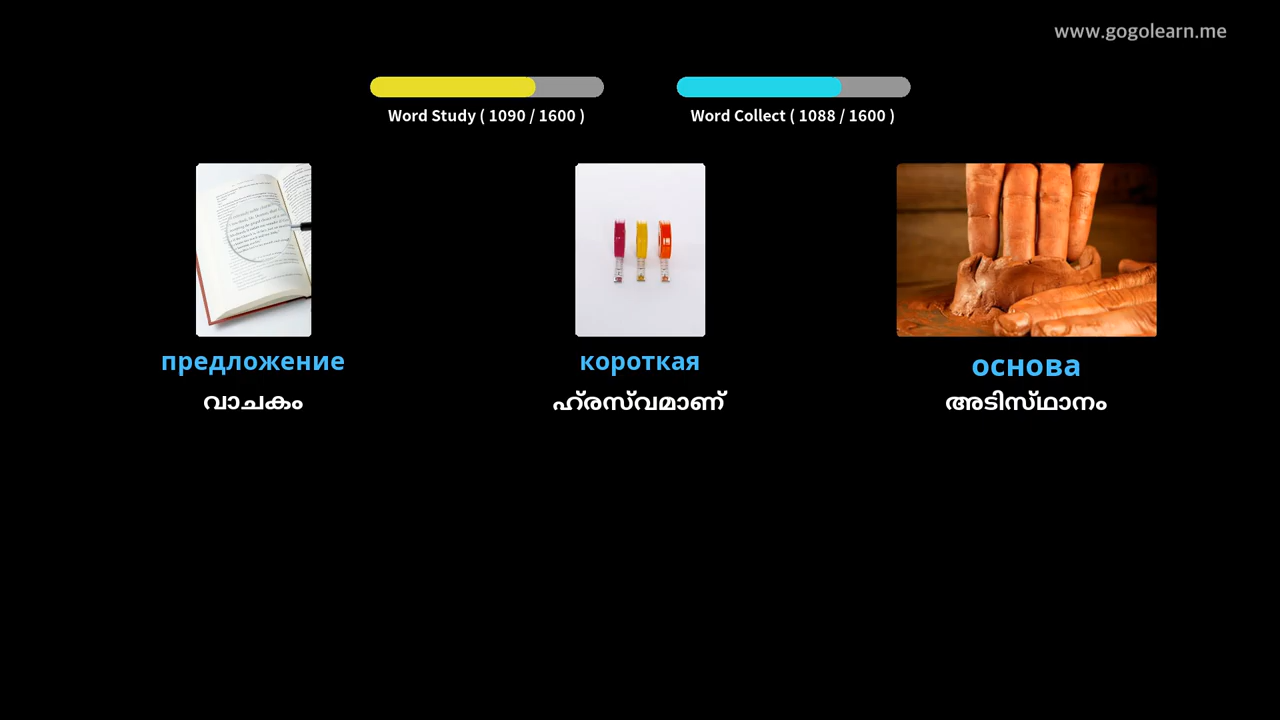 www.gogolearn.me
Word Study ( 1090 / 1600 )
Word Collect ( 1088 / 1600 )
предложение
короткая
основа
വാചകം
ഹ്രസ്വമാണ്
അടിസ്ഥാനം